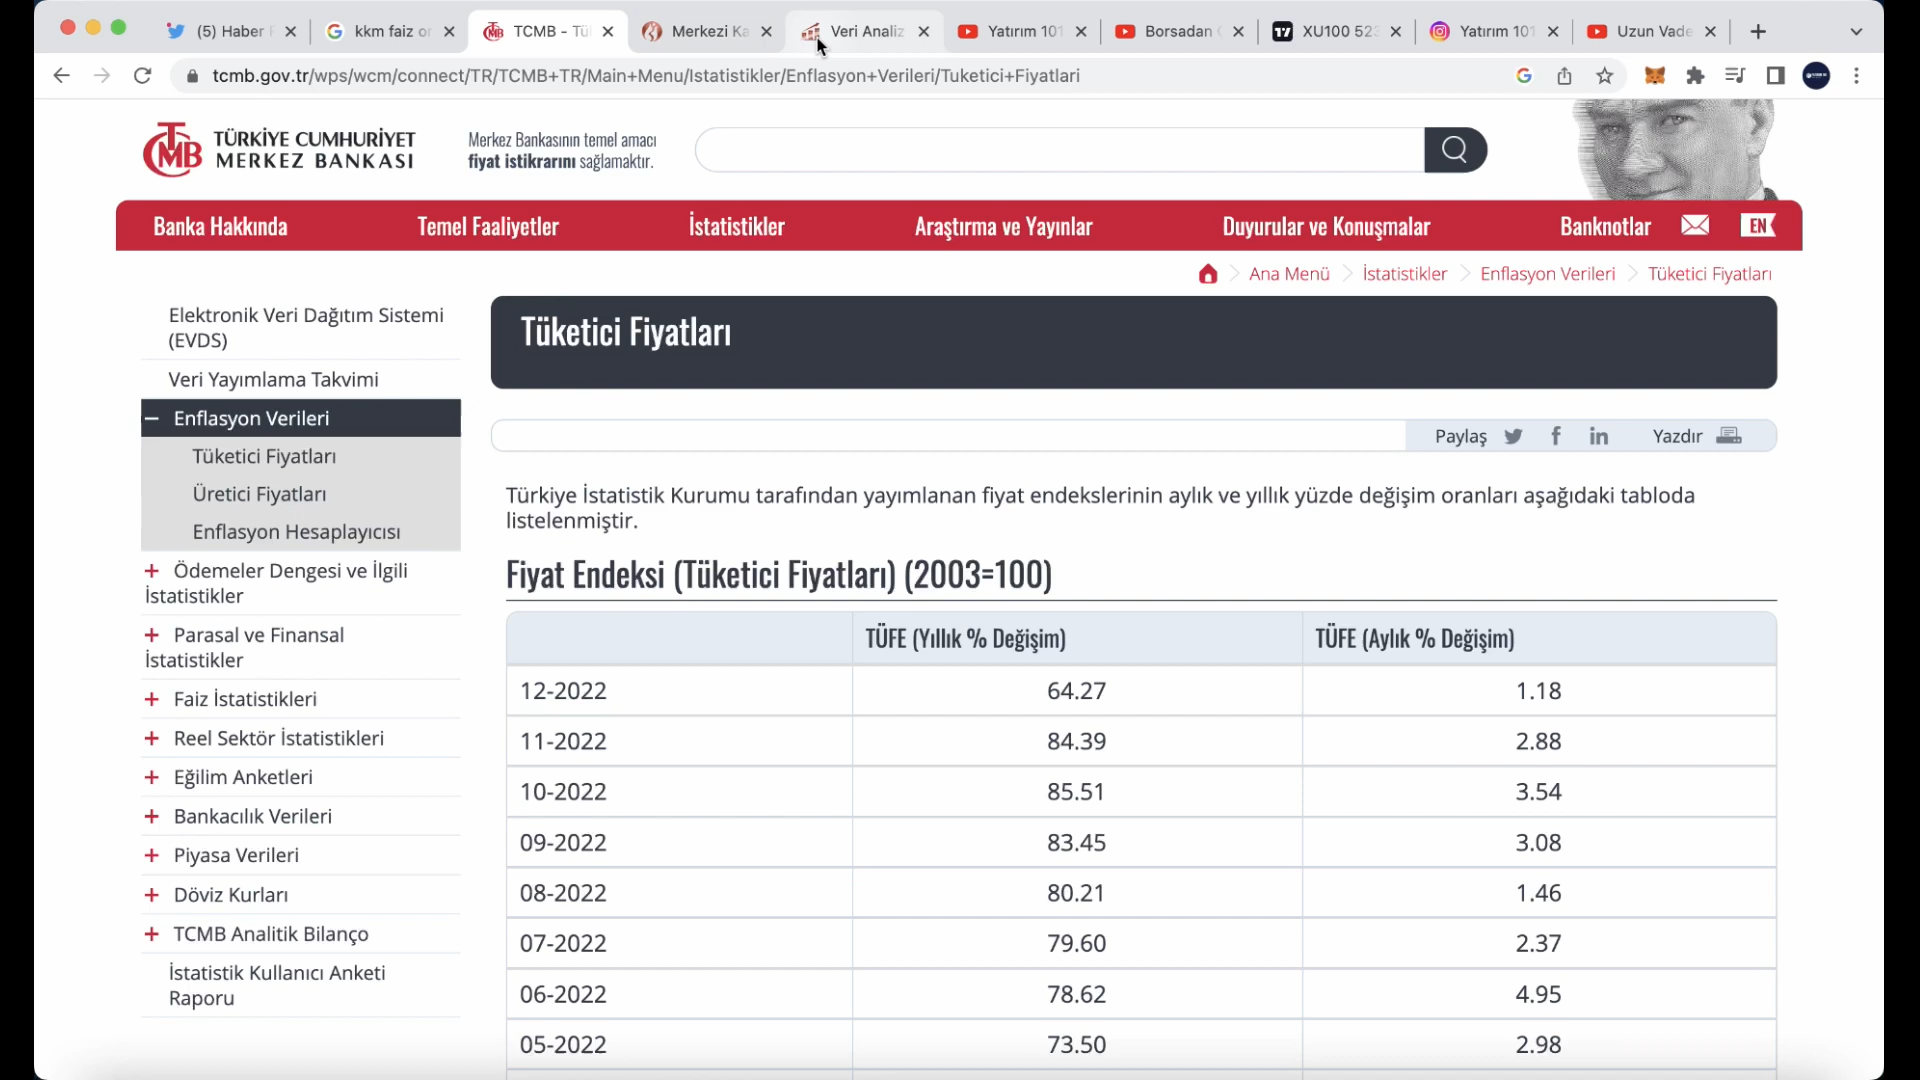 (5) Haber
kkm faiz or
TCMB - Tü
Merkezi Ka
Veri Analiz
Yatırım 101
Borsadan
XU100 523
Yatırım 101
Uzun Vade
tcmb.gov.tr/wps/wcm/connect/TR/TCMB+TR/Main+Menu/Istatistikler/Enflasyon+Verileri/Tuketici+Fiyatlari
TCMB
TÜRKİYE CUMHURİYET
MERKEZ BANKASI
Merkez Bankasının temel amacı
fiyat istikrarını sağlamaktır.
Banka Hakkında
Temel Faaliyetler
İstatistikler
Araştırma ve Yayınlar
Duyurular ve Konuşmalar
Banknotlar
EN
Ana Menü
İstatistikler
Enflasyon Verileri
Tüketici Fiyatları
Elektronik Veri Dağıtım Sistemi
(EVDS)
Veri Yayımlama Takvimi
Enflasyon Verileri
Tüketici Fiyatları
Üretici Fiyatları
Enflasyon Hesaplayıcısı
Ödemeler Dengesi ve İlgili
İstatistikler
Parasal ve Finansal
İstatistikler
Faiz İstatistikleri
Reel Sektör İstatistikleri
Eğilim Anketleri
Bankacılık Verileri
Piyasa Verileri
Döviz Kurları
TCMB Analitik Bilanço
İstatistik Kullanıcı Anketi
Raporu
Tüketici Fiyatları
Paylaş
Yazdır
Türkiye İstatistik Kurumu tarafından yayımlanan fiyat endekslerinin aylık ve yıllık yüzde değişim oranları aşağıdaki tabloda
listelenmiştir.
Fiyat Endeksi (Tüketici Fiyatları) (2003=100)
TÜFE (Yıllık % Değişim) TÜFE (Aylık % Değişim)
12-2022 64.27 1.18
11-2022 84.39 2.88
10-2022 85.51 3.54
09-2022 83.45 3.08
08-2022 80.21 1.46
07-2022 79.60 2.37
06-2022 78.62 4.95
05-2022 73.50 2.98